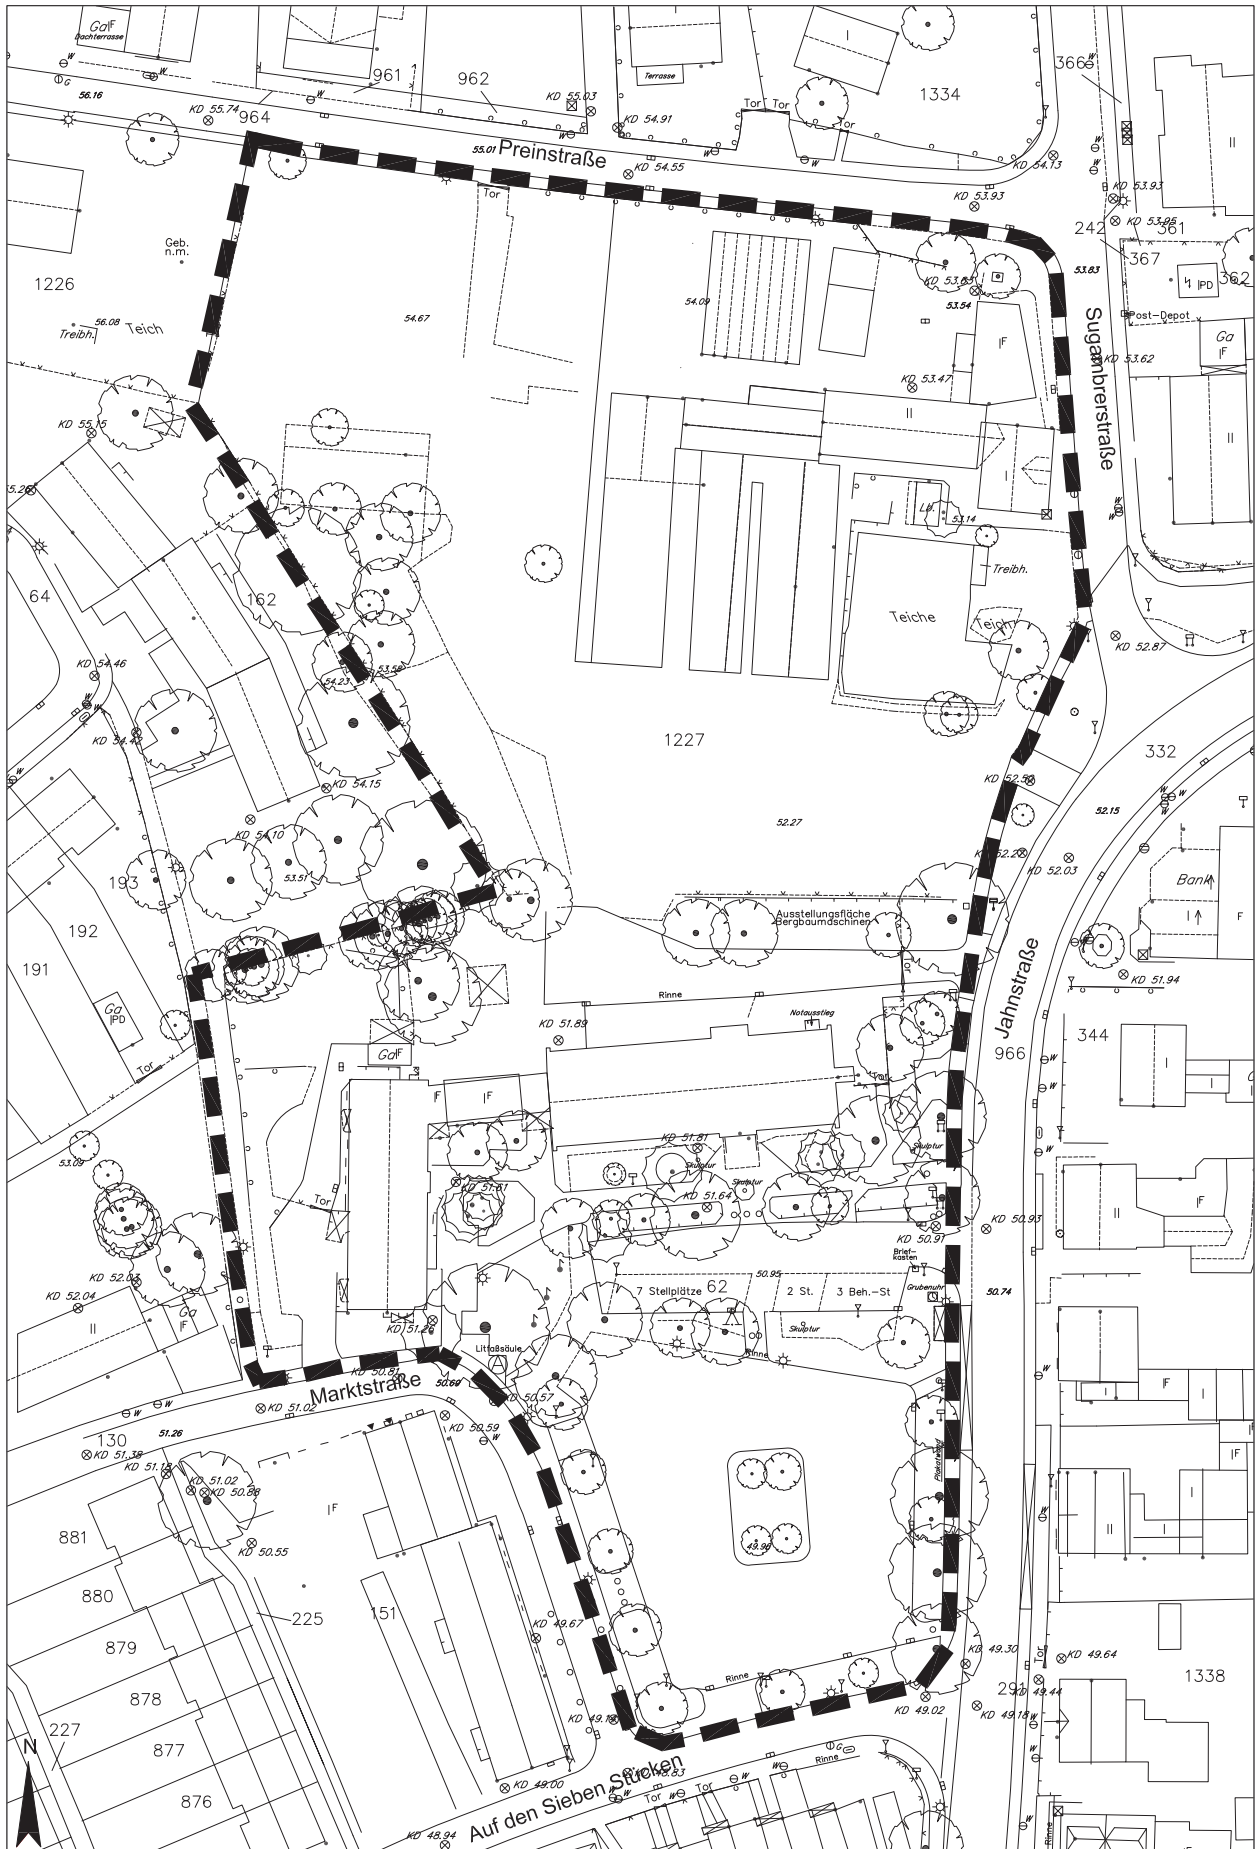 Ga F
Dachterrasse
961
962
KD 55.03
Terrasse
I
1334
366
56.16
KD 55.74
964
KD 54.91
Tor
Tor
Tor
II
55.01
Preinstraße
KD 54.55
KD 54.13
Tor
KD 53.93
KD 53.93
KD 53.95
361
242
367
362
Geb.
n.m.
1226
56.08
Treibh.
Teich
54.67
54.09
KD 53.65
53.54
53.83
PD
Post-Depot
Ga
F
Sugambrerstraße
KD 53.62
KD 53.47
II
II
KD 55.15
53.14
Treibh.
Teiche
Teich
64
162
KD 52.87
KD 54.46
54.23
53.58
KD 54.42
1227
332
KD 54.15
52.15
KD 54.10
52.27
KD 52.03
53.51
193
Bank
192
Ausstellungsfläche
Bergbaumaschinen
191
KD 51.94
Ga
PD
Rinne
Jahnstraße
Notausstieg
KD 51.89
966
344
Tor
Ga F
Tor
53.09
KD 51.81
Skulptur
Skulptur
Skulptur
KD 51.61
KD 51.64
Tor
KD 50.91
KD 50.93
II
F
KD 52.03
KD 52.04
Brief-
kasten
50.95
7 Stellplätze
62
2 St.
3 Beh.-St
Grubenuhr
50.74
Ga
F
II
KD 51.26
Skulptur
Litfaßsäule
Rinne
KD 50.81
50.60
Marktstraße
KD 50.57
KD 51.02
KD 50.59
130
51.26
KD 51.38
KD 51.18
KD 51.02
KD 50.88
Plakatwand
881
KD 50.55
49.96
880
225
151
879
KD 49.67
KD 49.30
KD 49.64
Tor
878
Rinne
291
KD 49.44
1338
227
KD 49.02
KD 49.18
N
877
876
KD 49.00
Auf den Sieben Stücken
Rinne
Tor
Tor
KD 48.94
Rinne